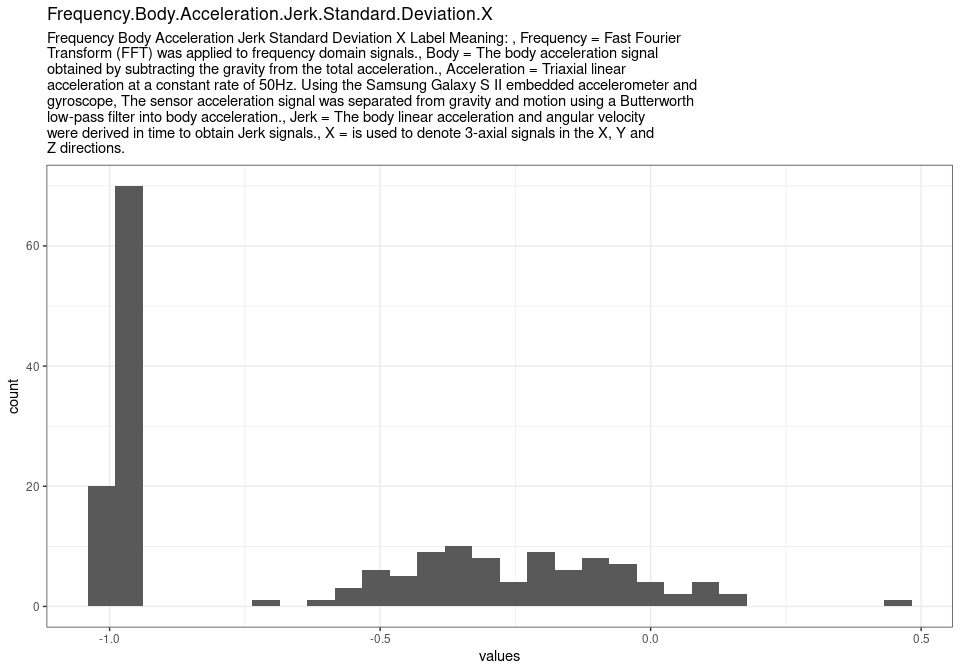 Frequency.Body.Acceleration.Jerk.Standard.Deviation.X
Frequency Body Acceleration Jerk Standard Deviation X Label Meaning: , Frequency = Fast Fourier
Transform (FFT) was applied to frequency domain signals., Body = The body acceleration signal
obtained by subtracting the gravity from the total acceleration., Acceleration = Triaxial linear
acceleration at a constant rate of 50Hz. Using the Samsung Galaxy S II embedded accelerometer and
gyroscope, The sensor acceleration signal was separated from gravity and motion using a Butterworth
low-pass filter into body acceleration., Jerk = The body linear acceleration and angular velocity
were derived in time to obtain Jerk signals., X = is used to denote 3-axial signals in the X, Y and
Z directions.
60
40
20
0
count
-1.0
-0.5
0.0
0.5
values